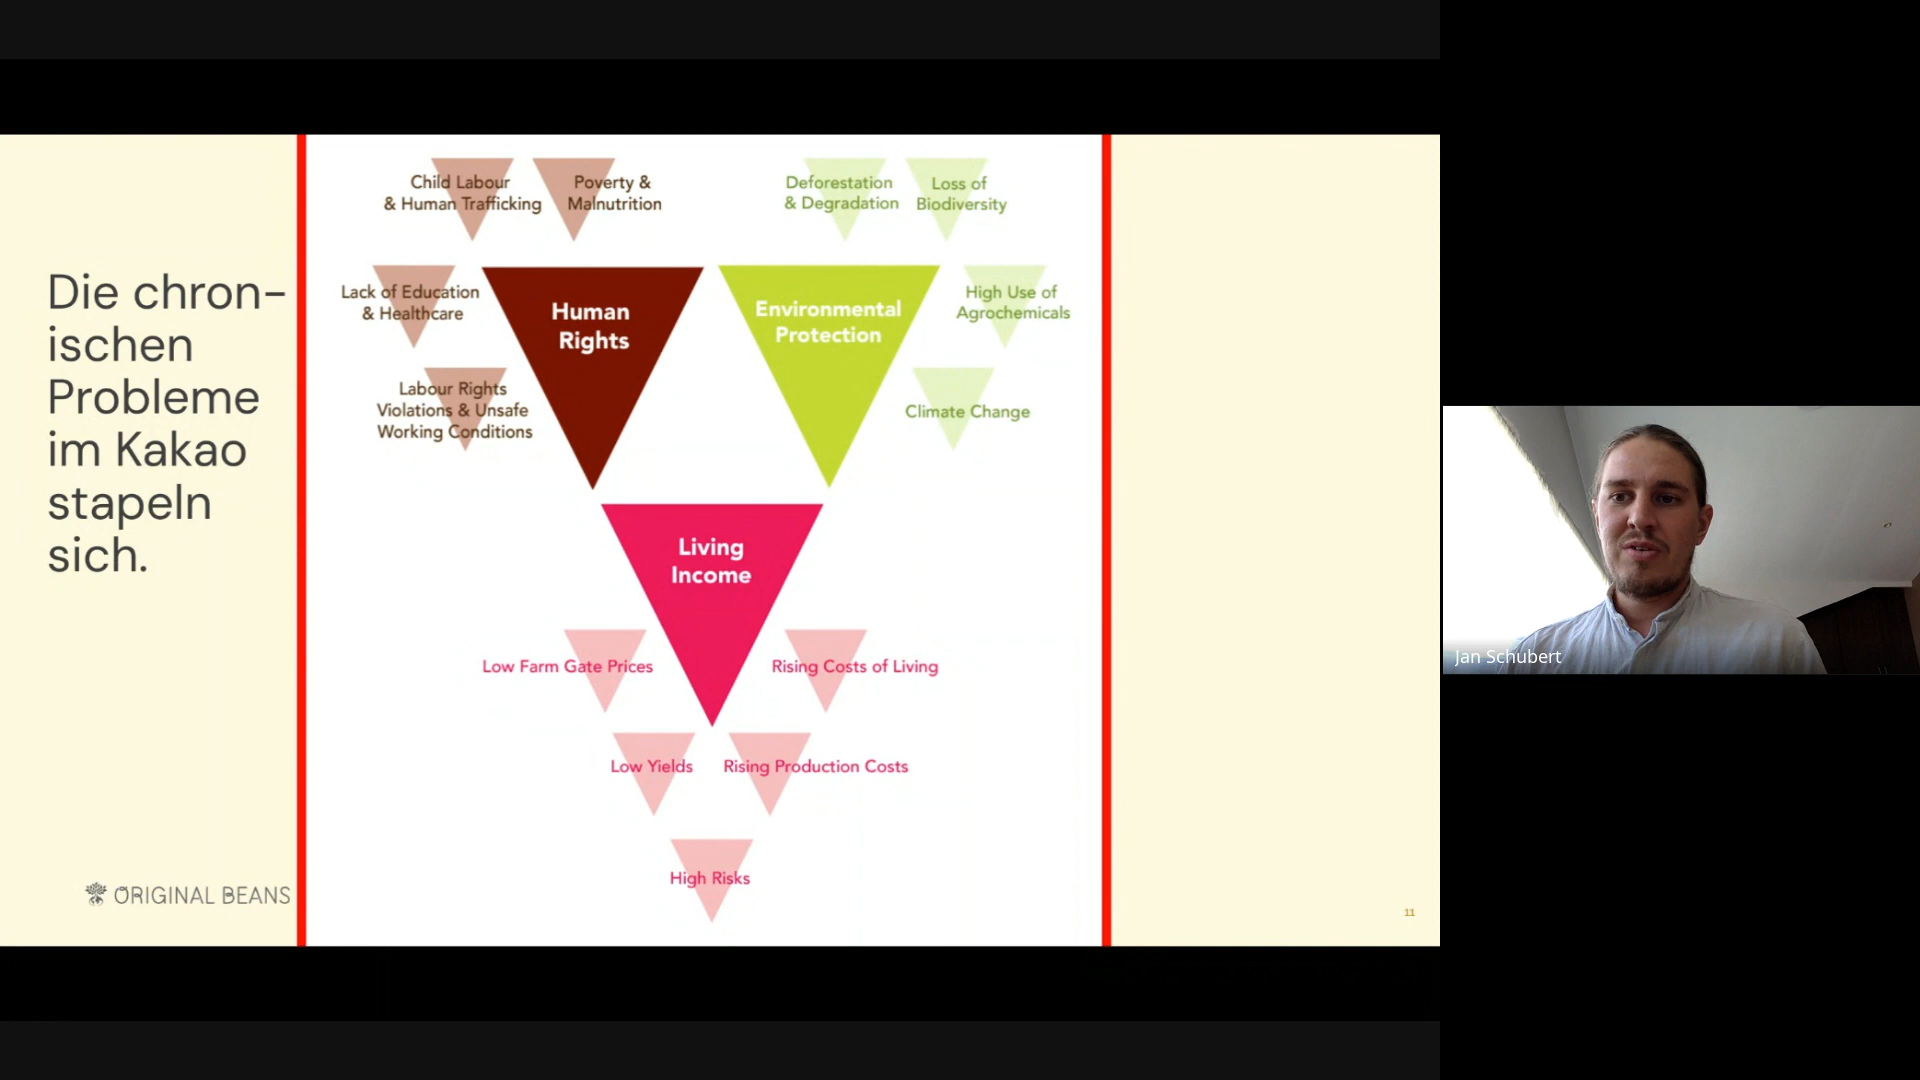 Die chron-
ischen
Probleme
im Kakao
stapeln
sich.
ORIGINAL BEANS
Child Labour
& Human Trafficking
Poverty &
Malnutrition
Lack of Education
& Healthcare
Labour Rights
Violations & Unsafe
Working Conditions
Human
Rights
Deforestation
& Degradation
Loss of
Biodiversity
Environmental
Protection
High Use of
Agrochemicals
Climate Change
Living
Income
Low Farm Gate Prices
Rising Costs of Living
Low Yields
Rising Production Costs
High Risks
11
Jan Schubert